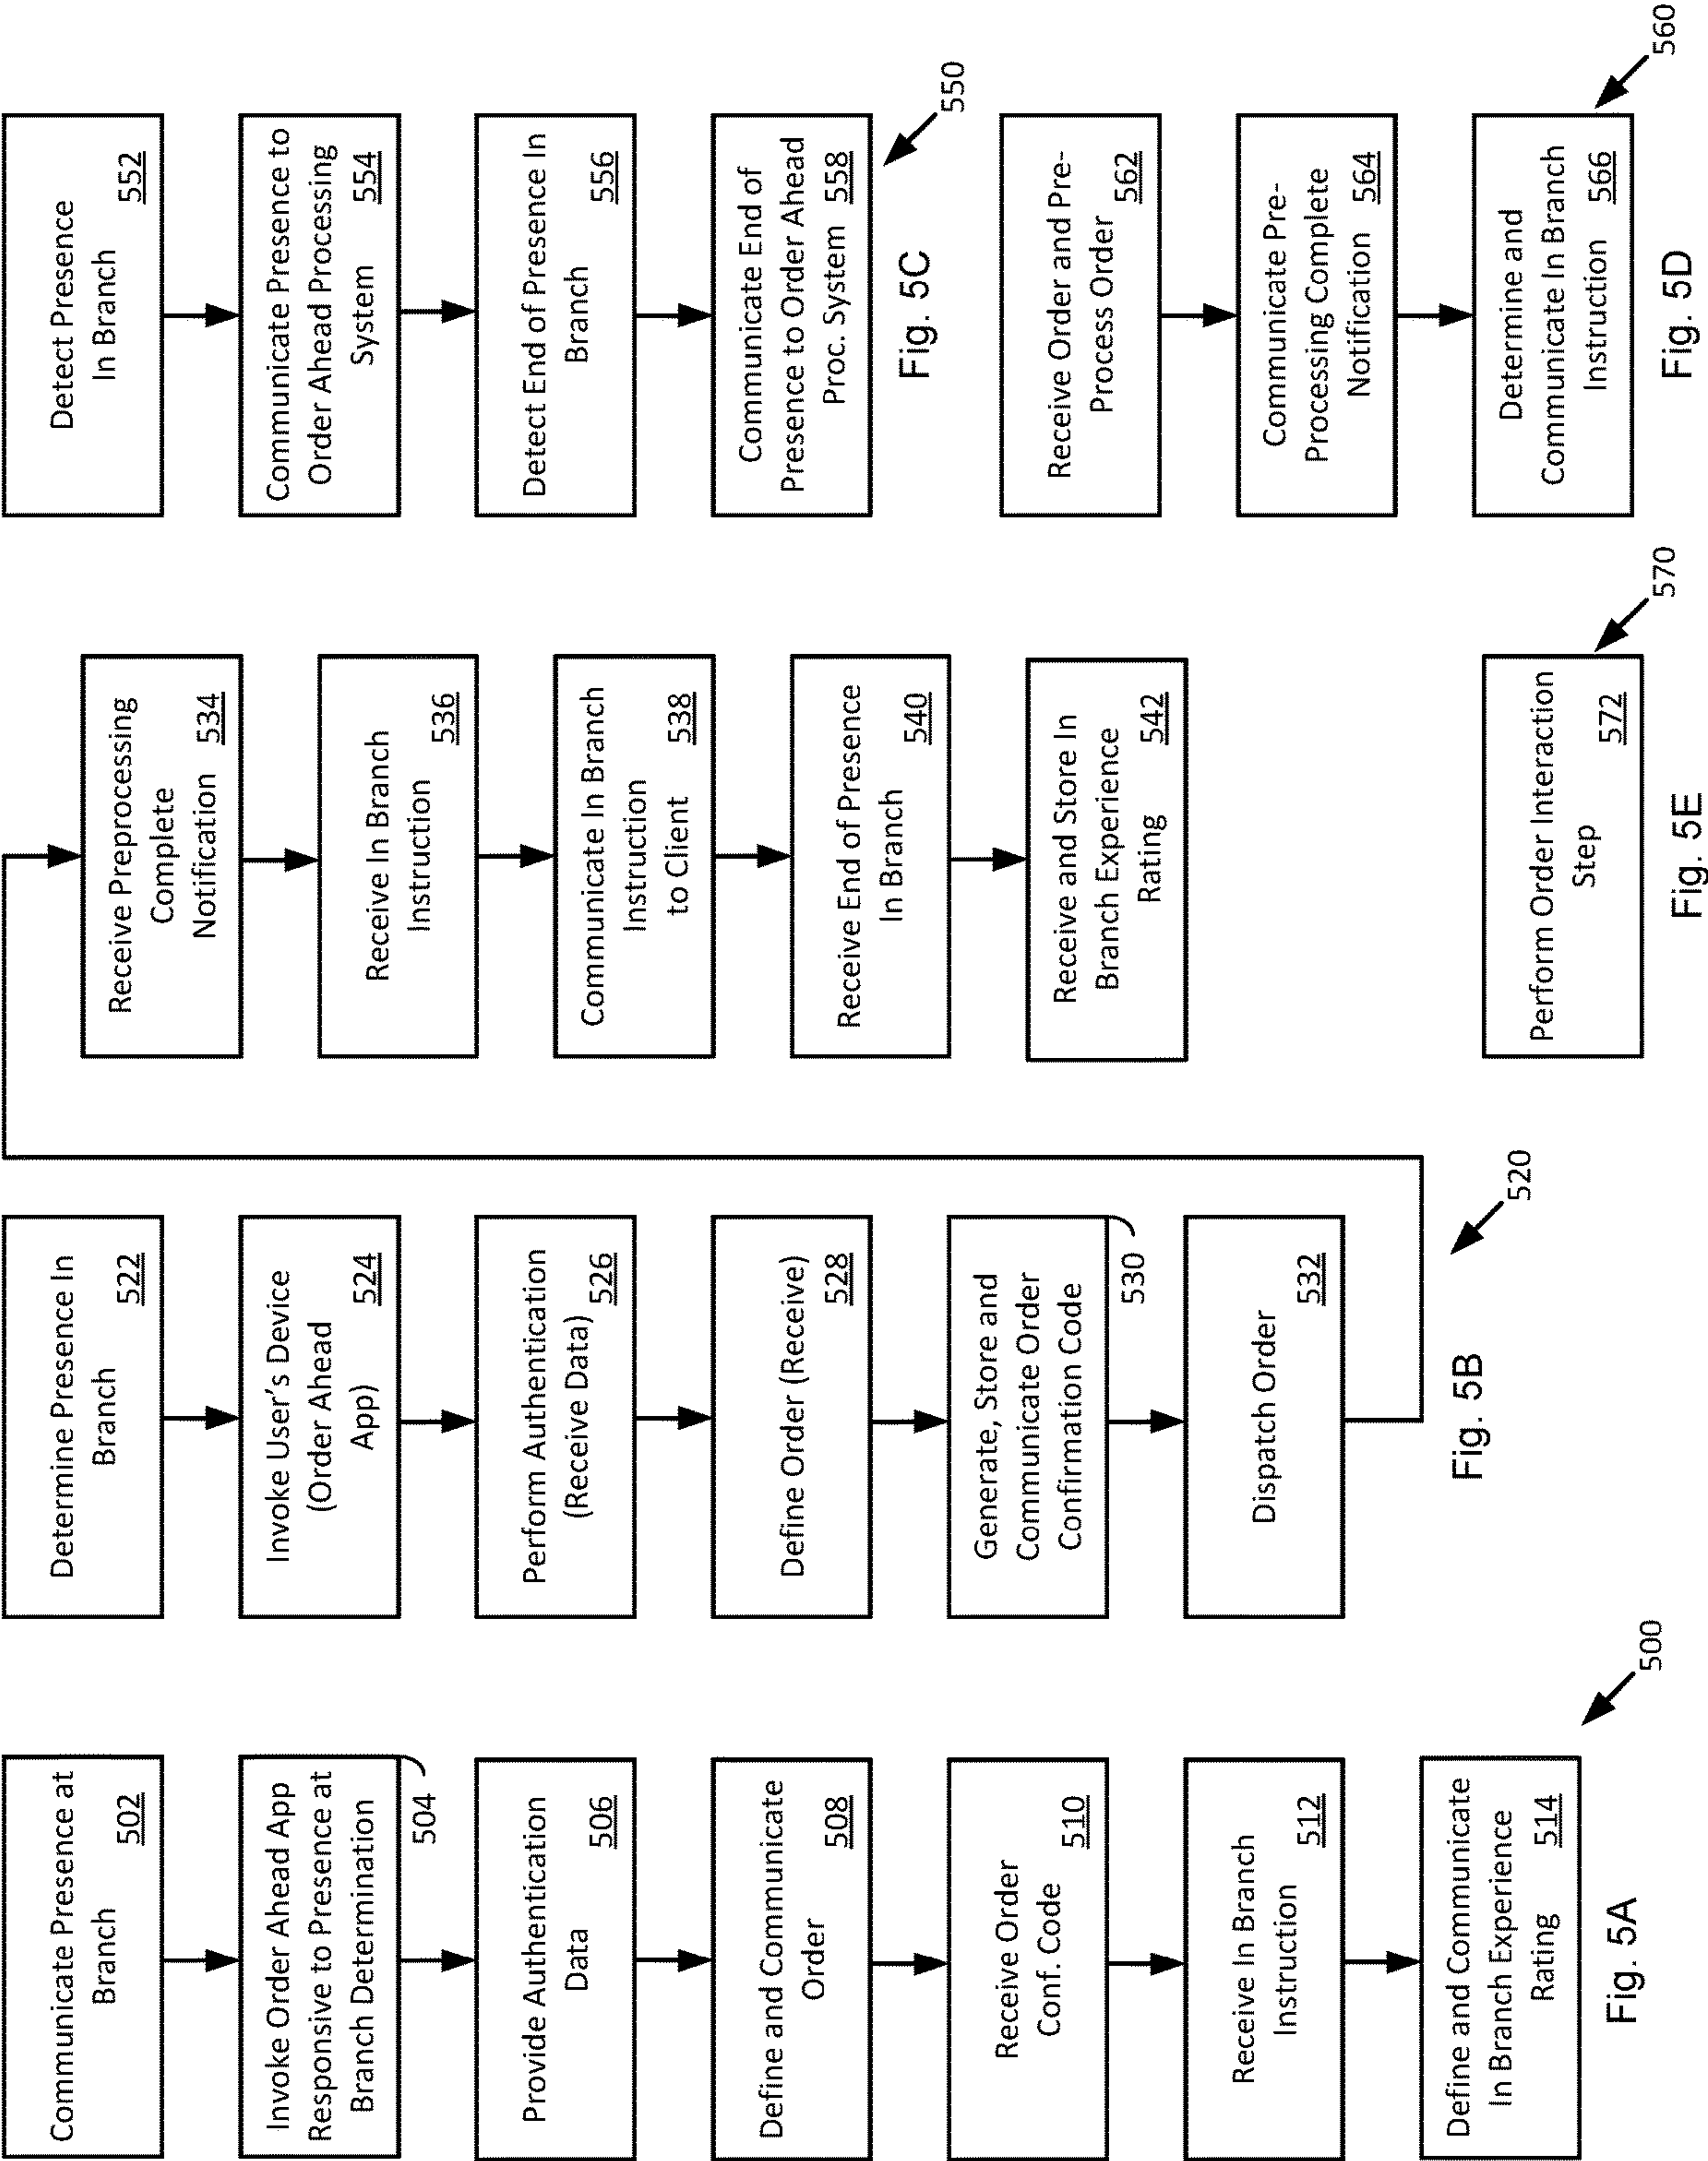 Communicate Presence at
Branch
502
Invoke Order Ahead App
Responsive to Presence at
Branch Determination
504
Provide Authentication
Data
506
Define and Communicate
Order
508
Receive Order
Conf. Code
510
Receive In Branch
Instruction
512
Define and Communicate
In Branch Experience
Rating 514
Fig. 5A
500
Determine Presence In
Branch
522
Invoke User's Device
(Order Ahead
App)
524
Perform Authentication
(Receive Data)
526
Define Order (Receive)
528
Generate, Store and
Communicate Order
Confirmation Code
530
Dispatch Order
532
Fig. 5B
520
Receive Preprocessing
Complete
Notification 534
Receive In Branch
Instruction
536
Communicate In Branch
Instruction
to Client
538
Receive End of Presence
In Branch
540
Receive and Store In
Branch Experience
Rating
542
Perform Order Interaction
Step
572
Fig. 5E
570
Detect Presence
In Branch
552
Communicate Presence to
Order Ahead Processing
System
554
Detect End of Presence In
Branch
556
Communicate End of
Presence to Order Ahead
Proc. System 558
Fig. 5C
550
Receive Order and Pre-
Process Order
562
Communicate Pre-
Processing Complete
Notification 564
Determine and
Communicate In Branch
Instruction
566
Fig. 5D
560